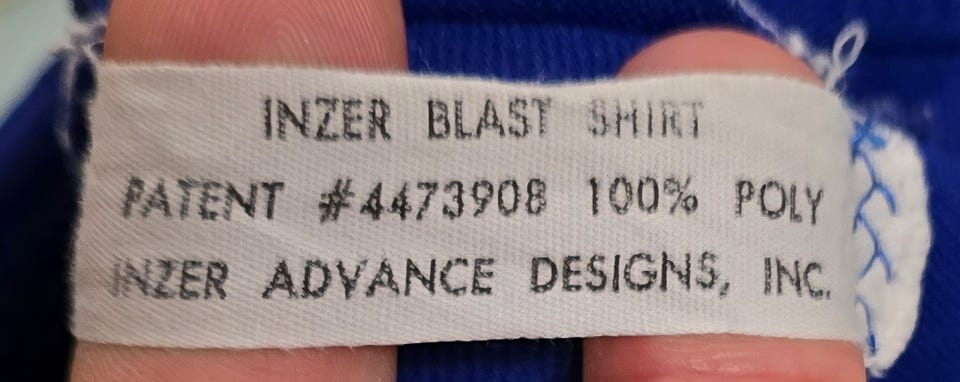 INZER BLAST SHIRT
PATENT #4473908 100% POLY
INZER ADVANCE DESIGNS, INC.